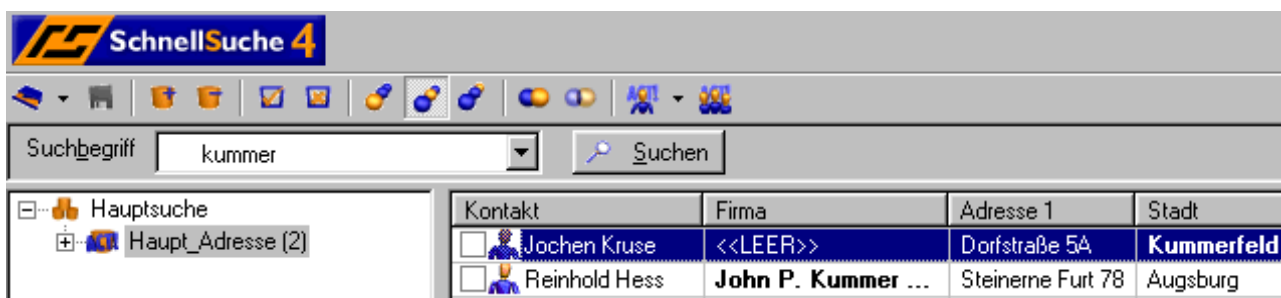 SchnellSuche 4
Suchbegriff kummer Suchen
Hauptsuche
Haupt_Adresse (2)
Kontakt Firma Adresse 1 Stadt
Jochen Kruse <<LEER>> Dorfstraße 5A Kummerfeld
Reinhold Hess John P. Kummer ... Steinerne Furt 78 Augsburg